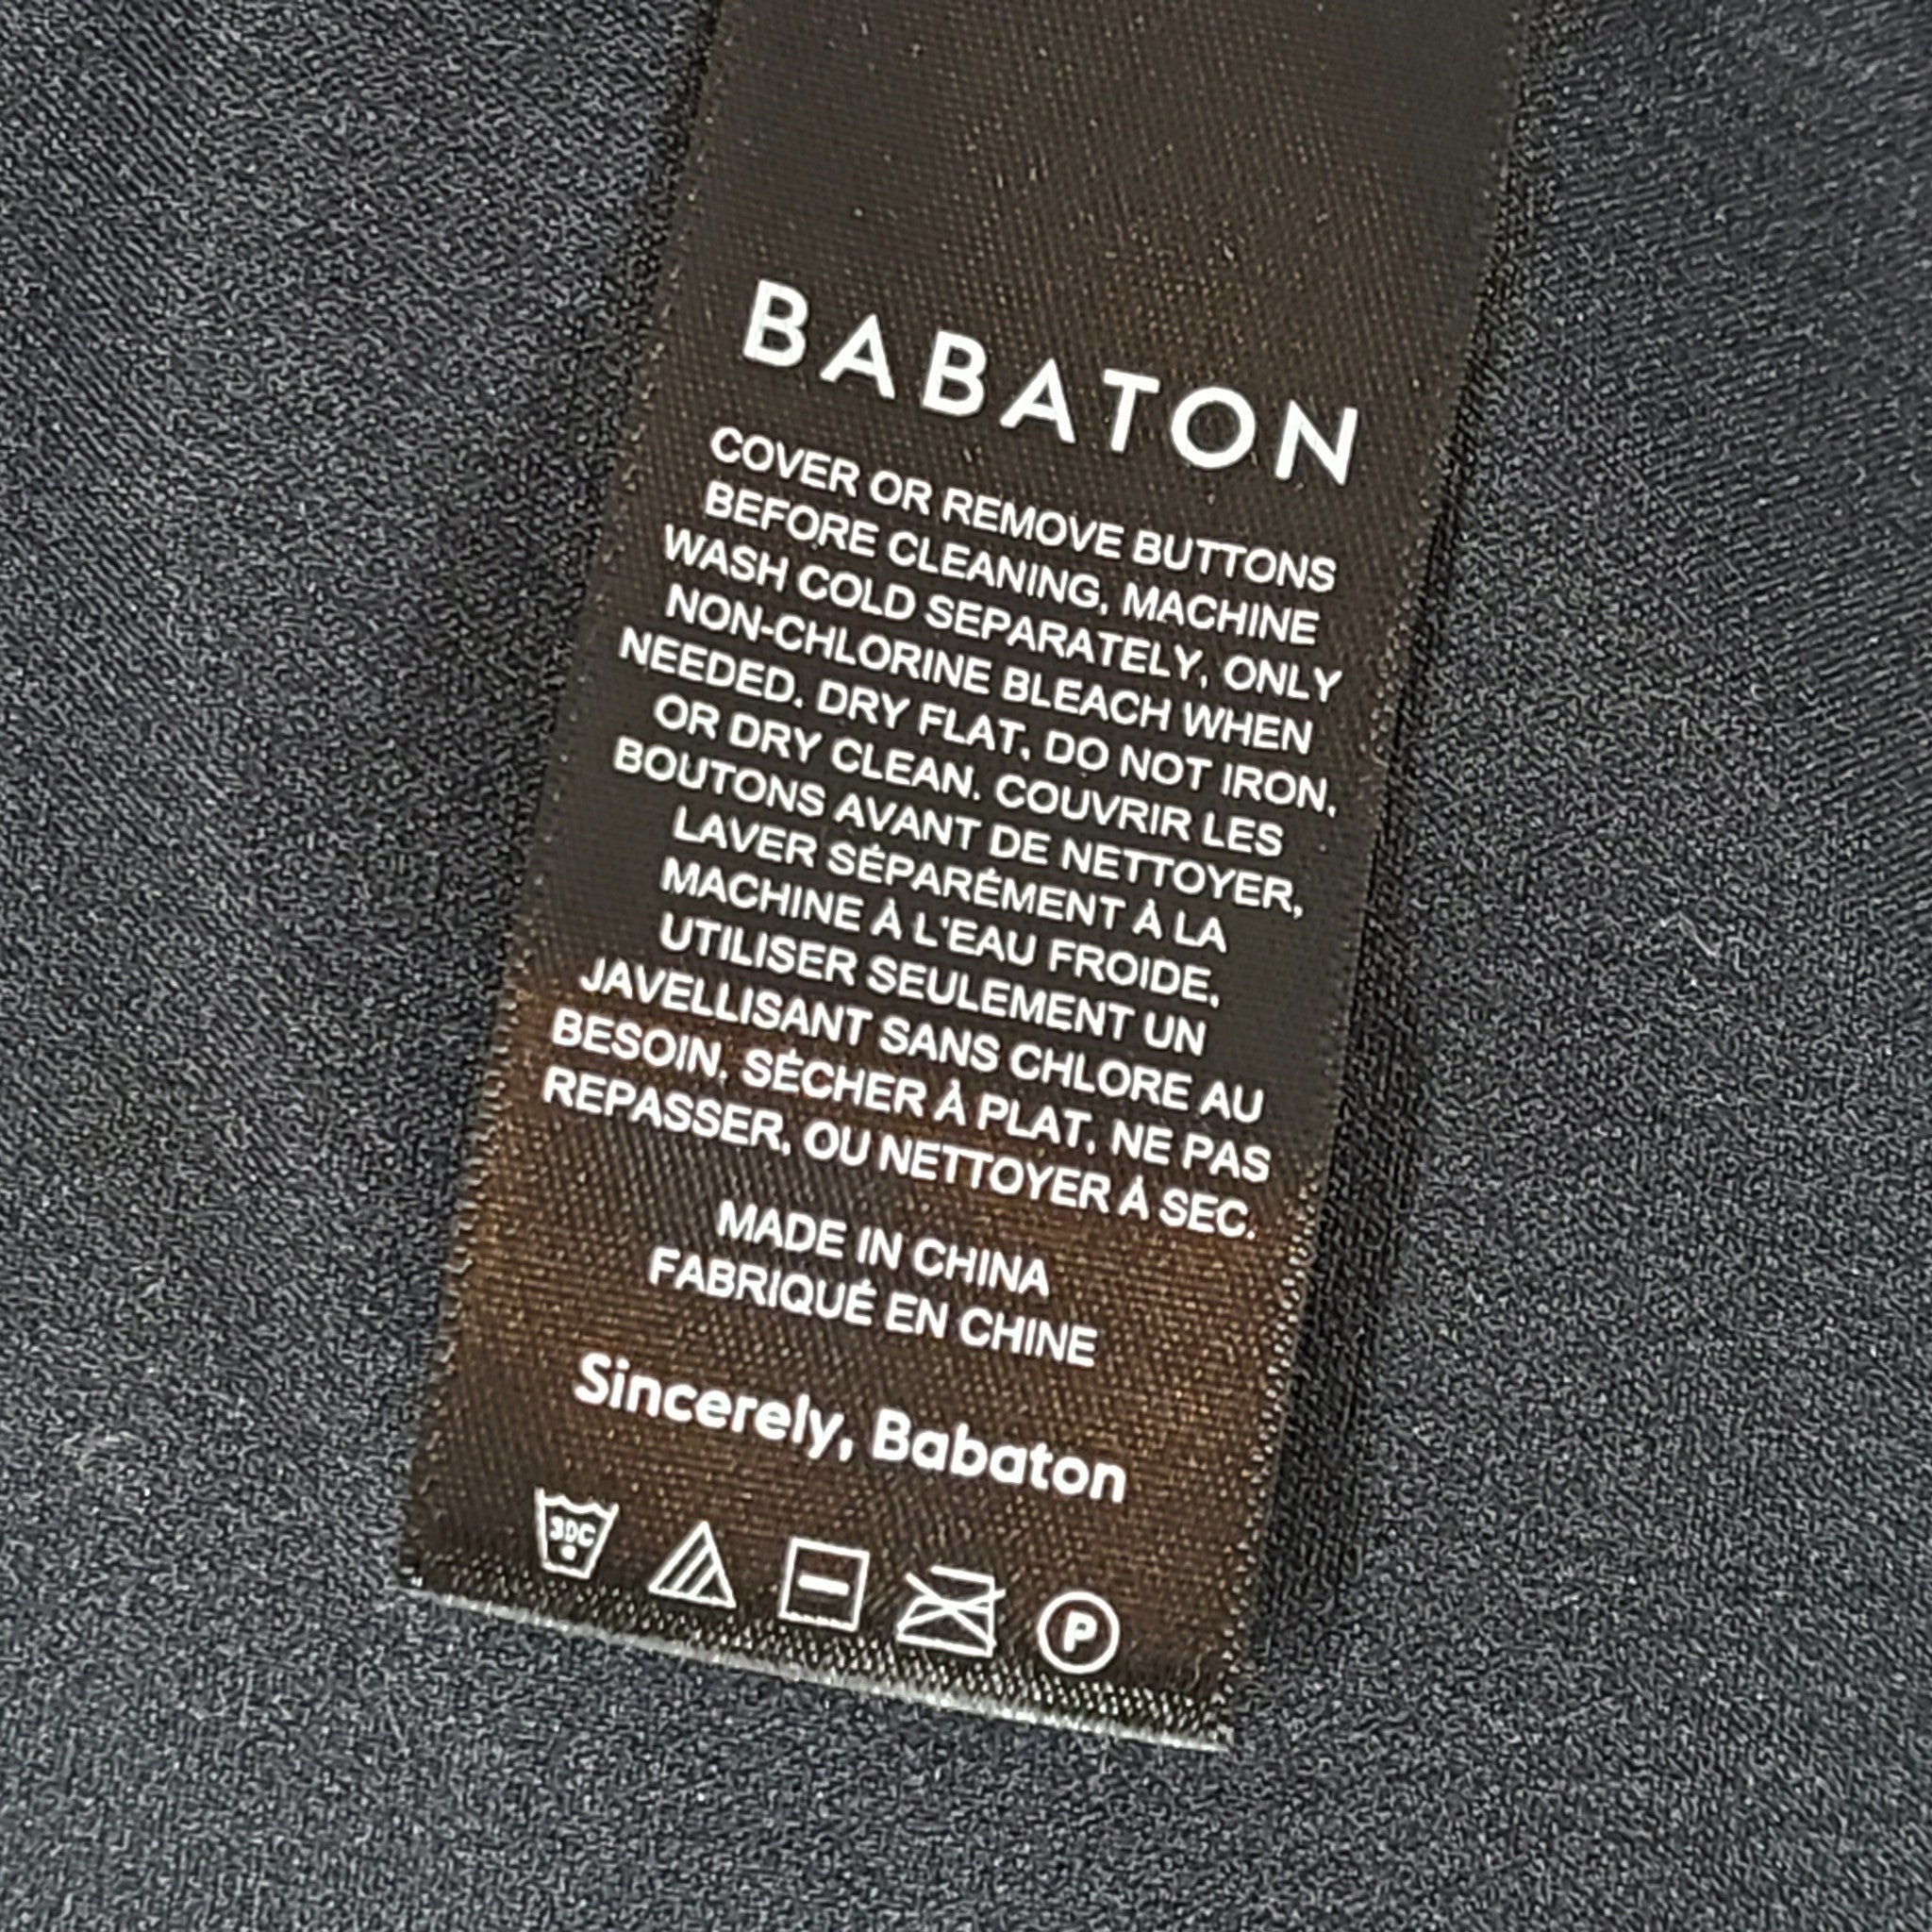 BABATON
COVER OR REMOVE BUTTONS
BEFORE CLEANING, MACHINE
WASH COLD SEPARATELY, ONLY
NON-CHLORINE BLEACH WHEN
NEEDED, DRY FLAT, DO NOT IRON,
OR DRY CLEAN. COUVRIR LES
BOUTONS AVANT DE NETTOYER,
LAVER SÉPARÉMENT À LA
MACHINE À L'EAU FROIDE,
UTILISER SEULEMENT UN
JAVELLISANT SANS CHLORE AU
BESOIN, SÉCHER À PLAT, NE PAS
REPASSER, OU NETTOYER À SEC.
MADE IN CHINA
FABRIQUÉ EN CHINE
Sincerely, Babaton
30C
P